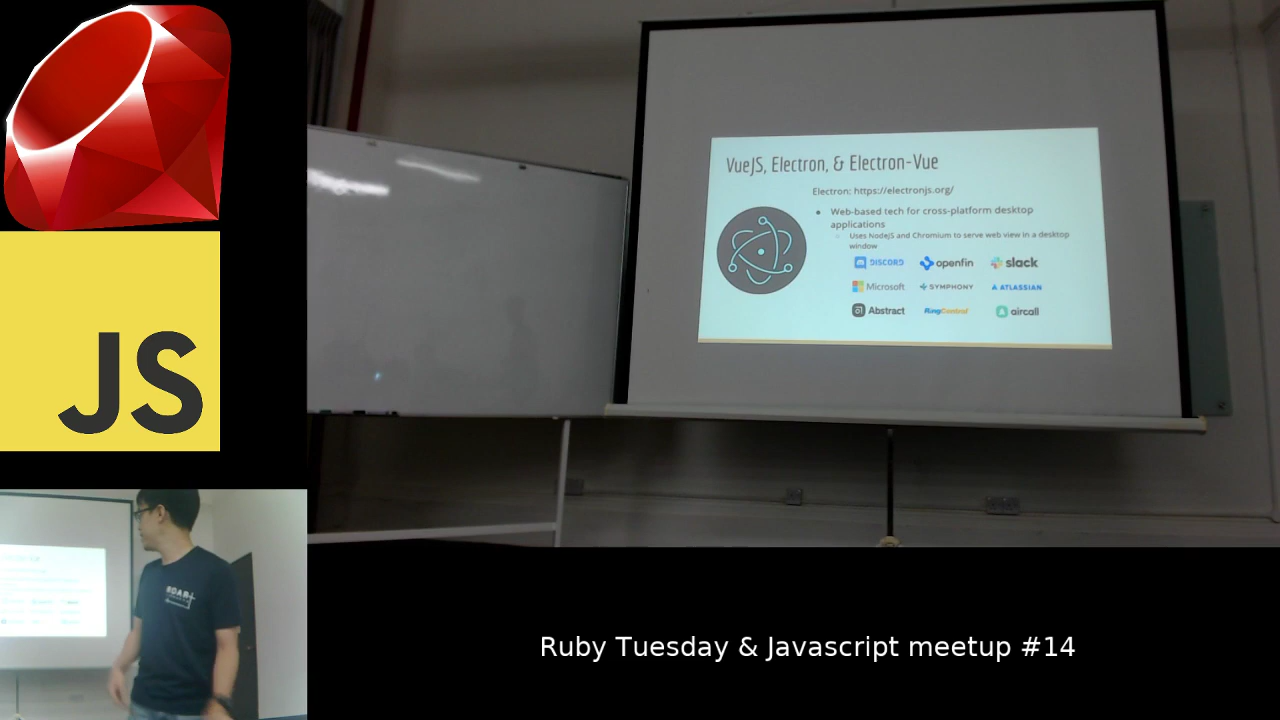 VueJS, Electron, & Electron-Vue
Electron: https://electronjs.org/
Web-based tech for cross-platform desktop
applications
Uses NodeJS and Chromium to serve web view in a desktop
window
DISCORD openfin slack
Microsoft SYMPHONY ATLASSIAN
Abstract RingCentral aircall
JS
Ruby Tuesday & Javascript meetup #14